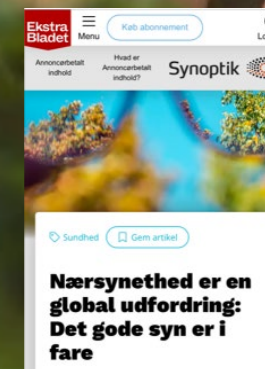 Ekstra
Bladet
Menu
Køb abonnement
Annoncørbetalt
indhold
Hvad er
Annoncørbetalt
indhold?
Synoptik
Sundhed
Gem artikel
Nærsynethed er en
global udfordring:
Det gode syn er i
fare